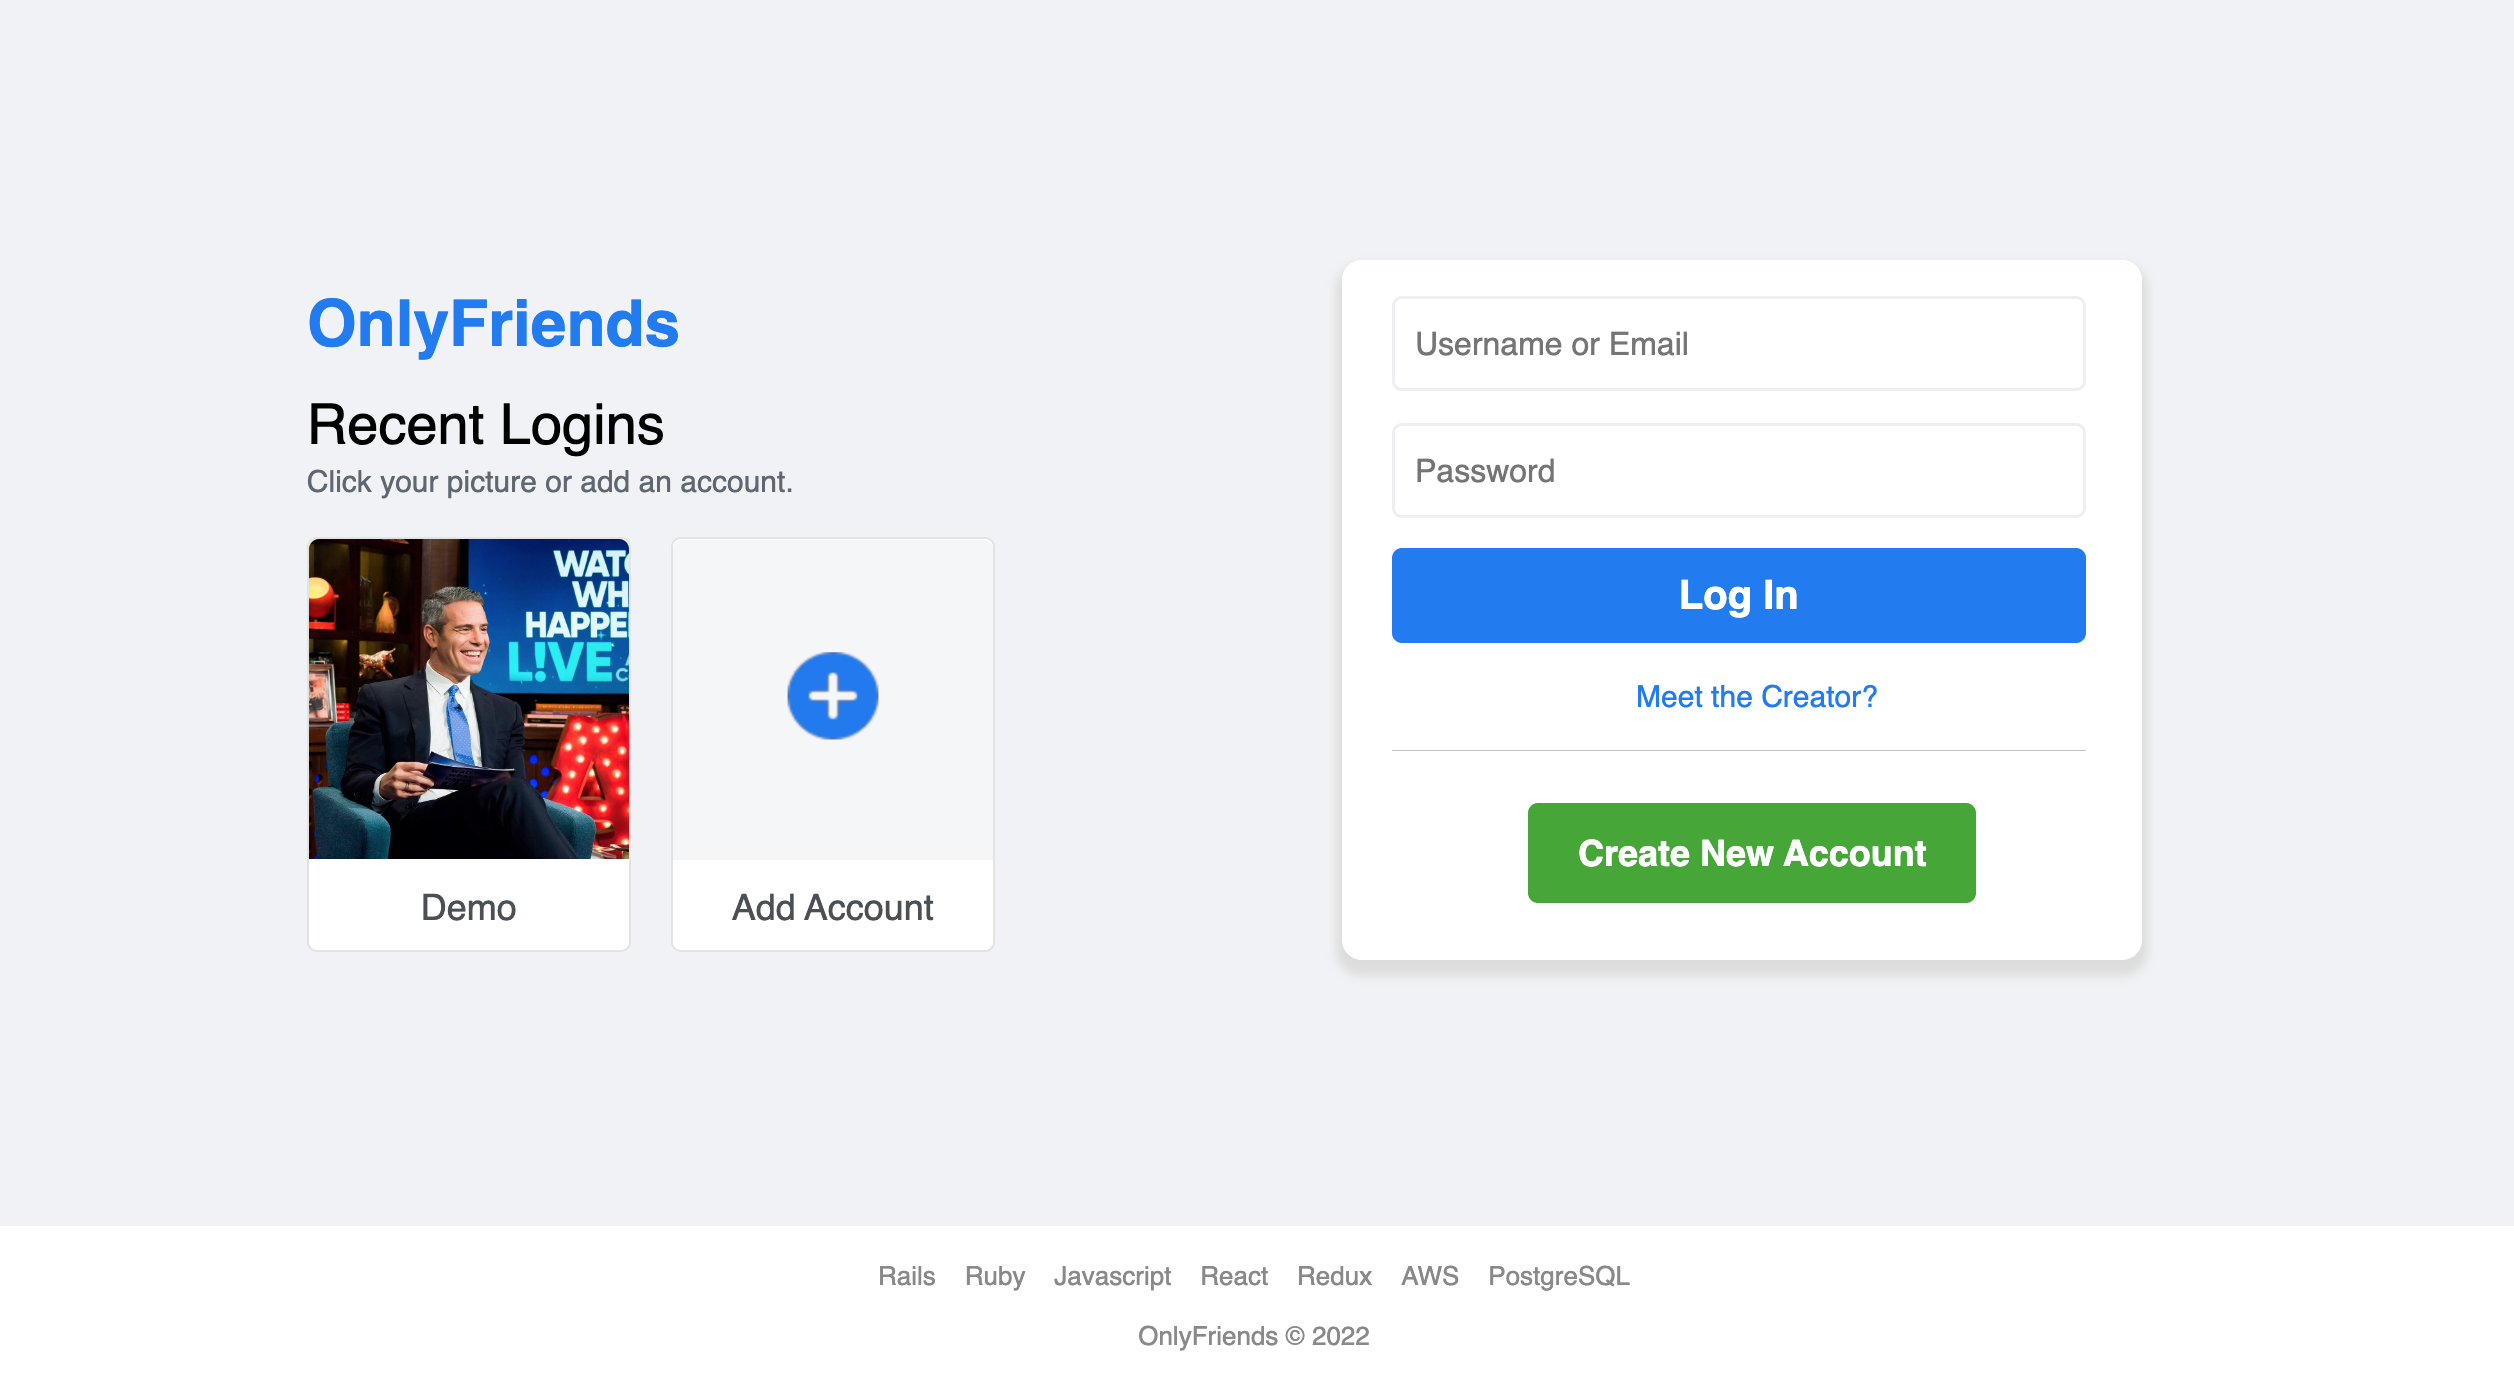 OnlyFriends
Recent Logins
Click your picture or add an account.
WAT
WH
HAPPE
L!VE
Demo
Add Account
Username or Email
Password
Log In
Meet the Creator?
Create New Account
Rails Ruby Javascript React Redux AWS PostgreSQL
OnlyFriends © 2022